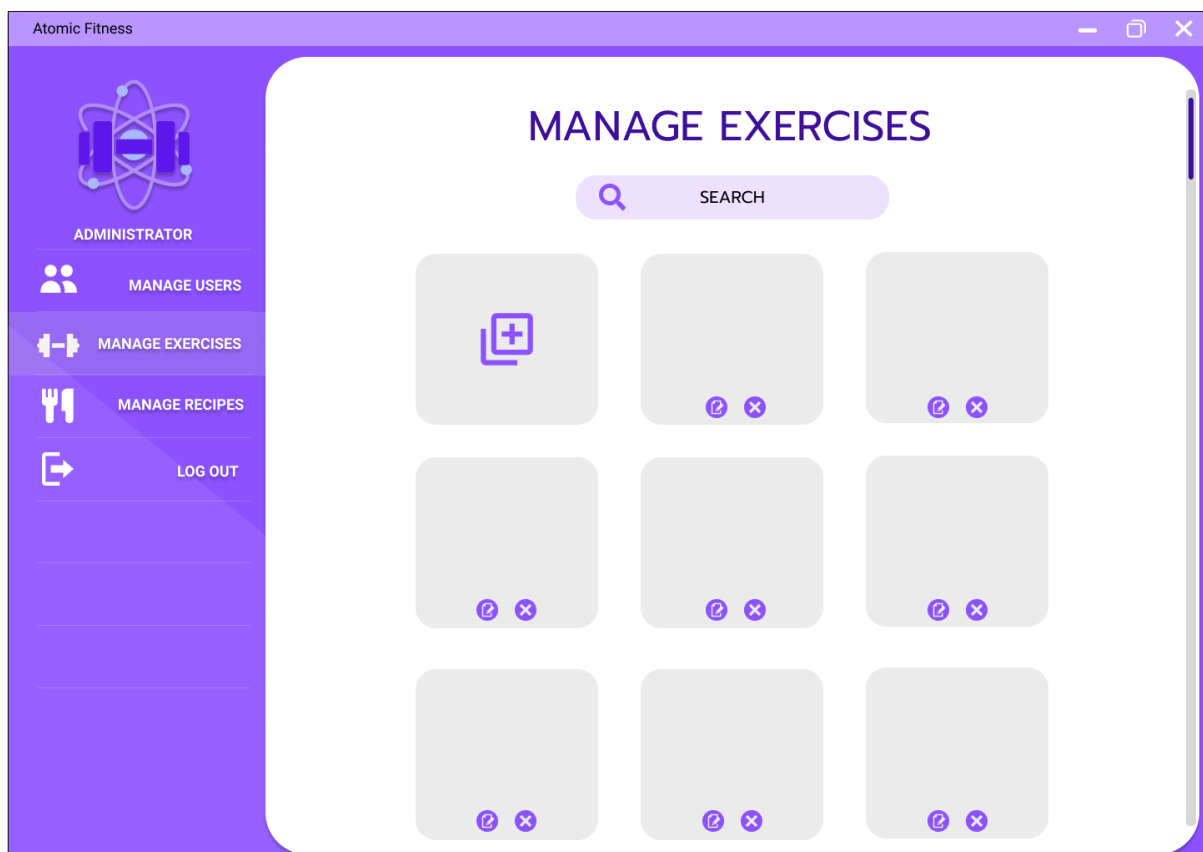 Atomic Fitness
ADMINISTRATOR
MANAGE USERS
MANAGE EXERCISES
MANAGE RECIPES
LOG OUT
MANAGE EXERCISES
SEARCH